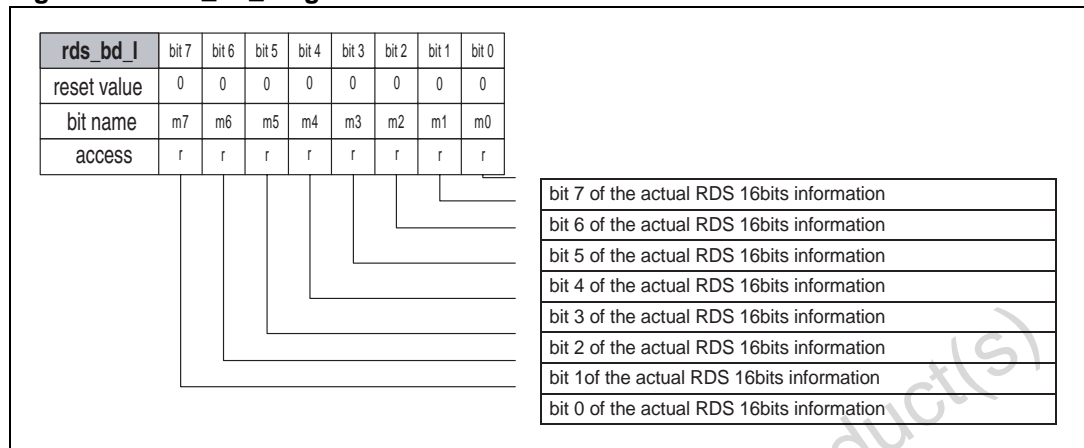 rds_bd_l bit 7 bit 6 bit 5 bit 4 bit 3 bit 2 bit 1 bit 0
reset value 0 0 0 0 0 0 0 0
bit name m7 m6 m5 m4 m3 m2 m1 m0
access r r r r r r r r
bit 7 of the actual RDS 16bits information
bit 6 of the actual RDS 16bits information
bit 5 of the actual RDS 16bits information
bit 4 of the actual RDS 16bits information
bit 3 of the actual RDS 16bits information
bit 2 of the actual RDS 16bits information
bit 1of the actual RDS 16bits information
bit 0 of the actual RDS 16bits information
duct(s)